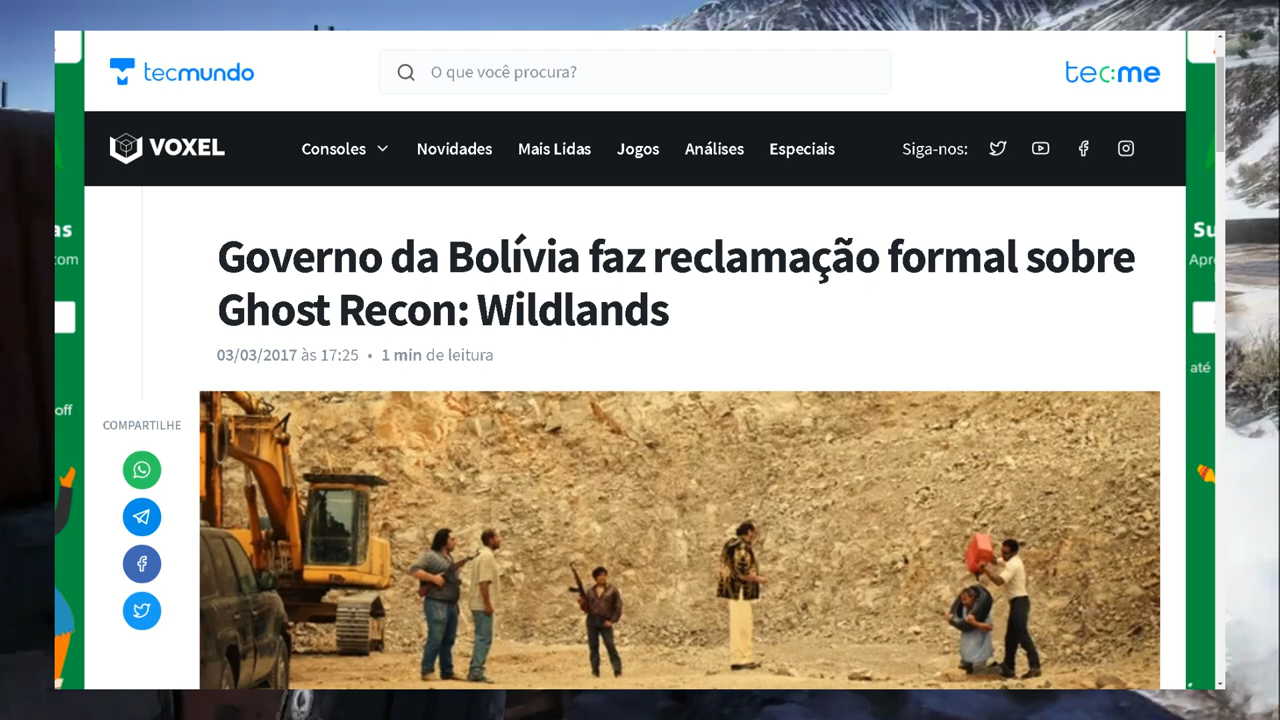 tecmundo
O que você procura?
tec:me
VOXEL
Consoles
Novedades
Mais Lidas
Jogos
Análises
Especiais
Siga-nos:
Governo da Bolívia faz reclamação formal sobre
Ghost Recon: Wildlands
03/03/2017 às 17:25 • 1 min de leitura
COMPARTILHE
as
com
off
Su
Apr
até